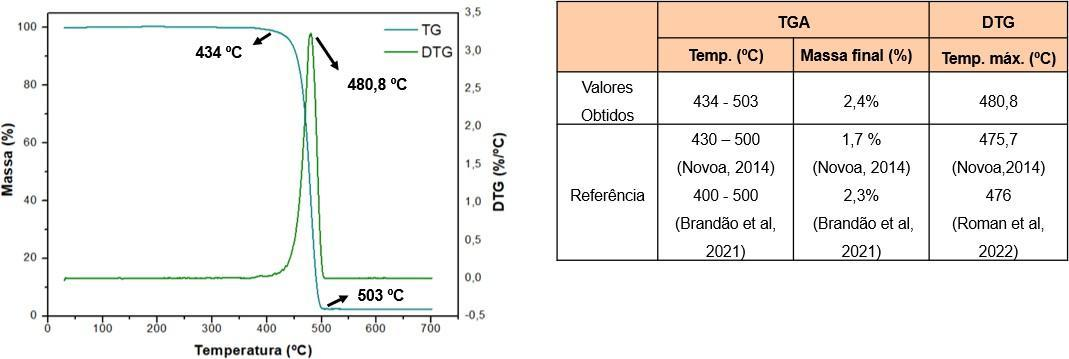 3,5
3,0
2,5
2,0
1,5
1,0
0,5
0,0
-0,5
DTG (%/ºC)
100
80
60
40
20
0
Massa (%)
TG
DTG
434 ºC
480,8 ºC
503 ºC
0 100 200 300 400 500 600 700
Temperatura (ºC)
TGA DTG
Temp. (ºC) Massa final (%) Temp. máx. (ºC)
Valores
Obtidos
434 - 503 2,4% 480,8
Referência
430 – 500 1,7 % 475,7
(Novoa, 2014) (Novoa, 2014) (Novoa,2014)
400 - 500 2,3% 476
(Brandão et al, (Brandão et al, (Roman et al,
2021) 2021) 2022)